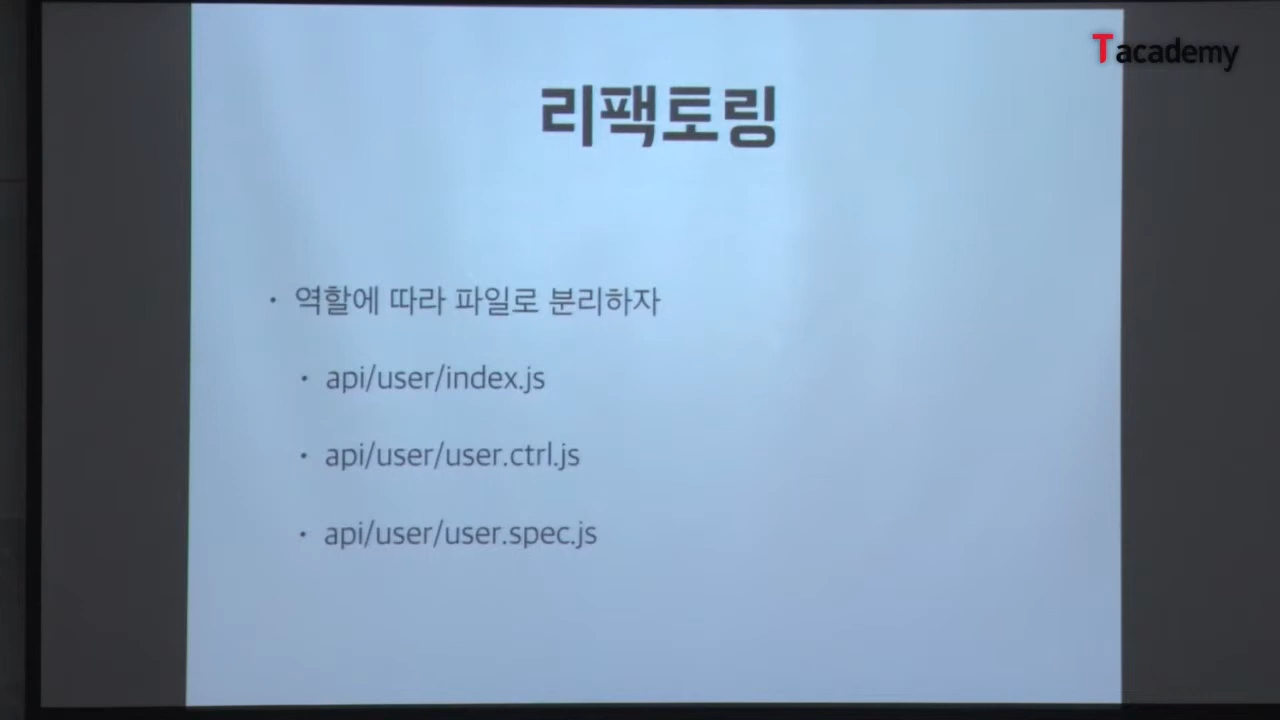 Tacademy
리팩토링
• 역할에 따라 파일로 분리하자
• api/user/index.js
• api/user/user.ctrl.js
• api/user/user.spec.js